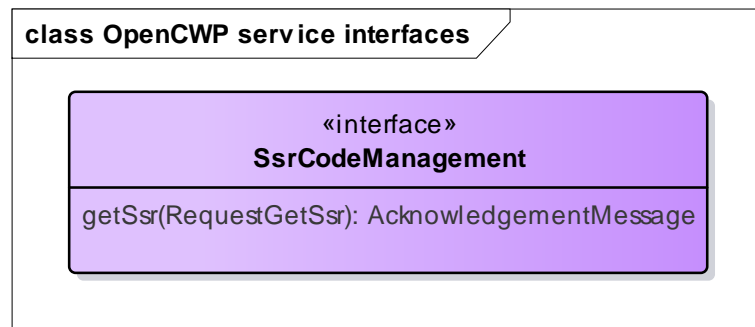 class OpenCWP service interfaces
«interface»
SsrCodeManagement
getSsr(RequestGetSsr): AcknowledgementMessage